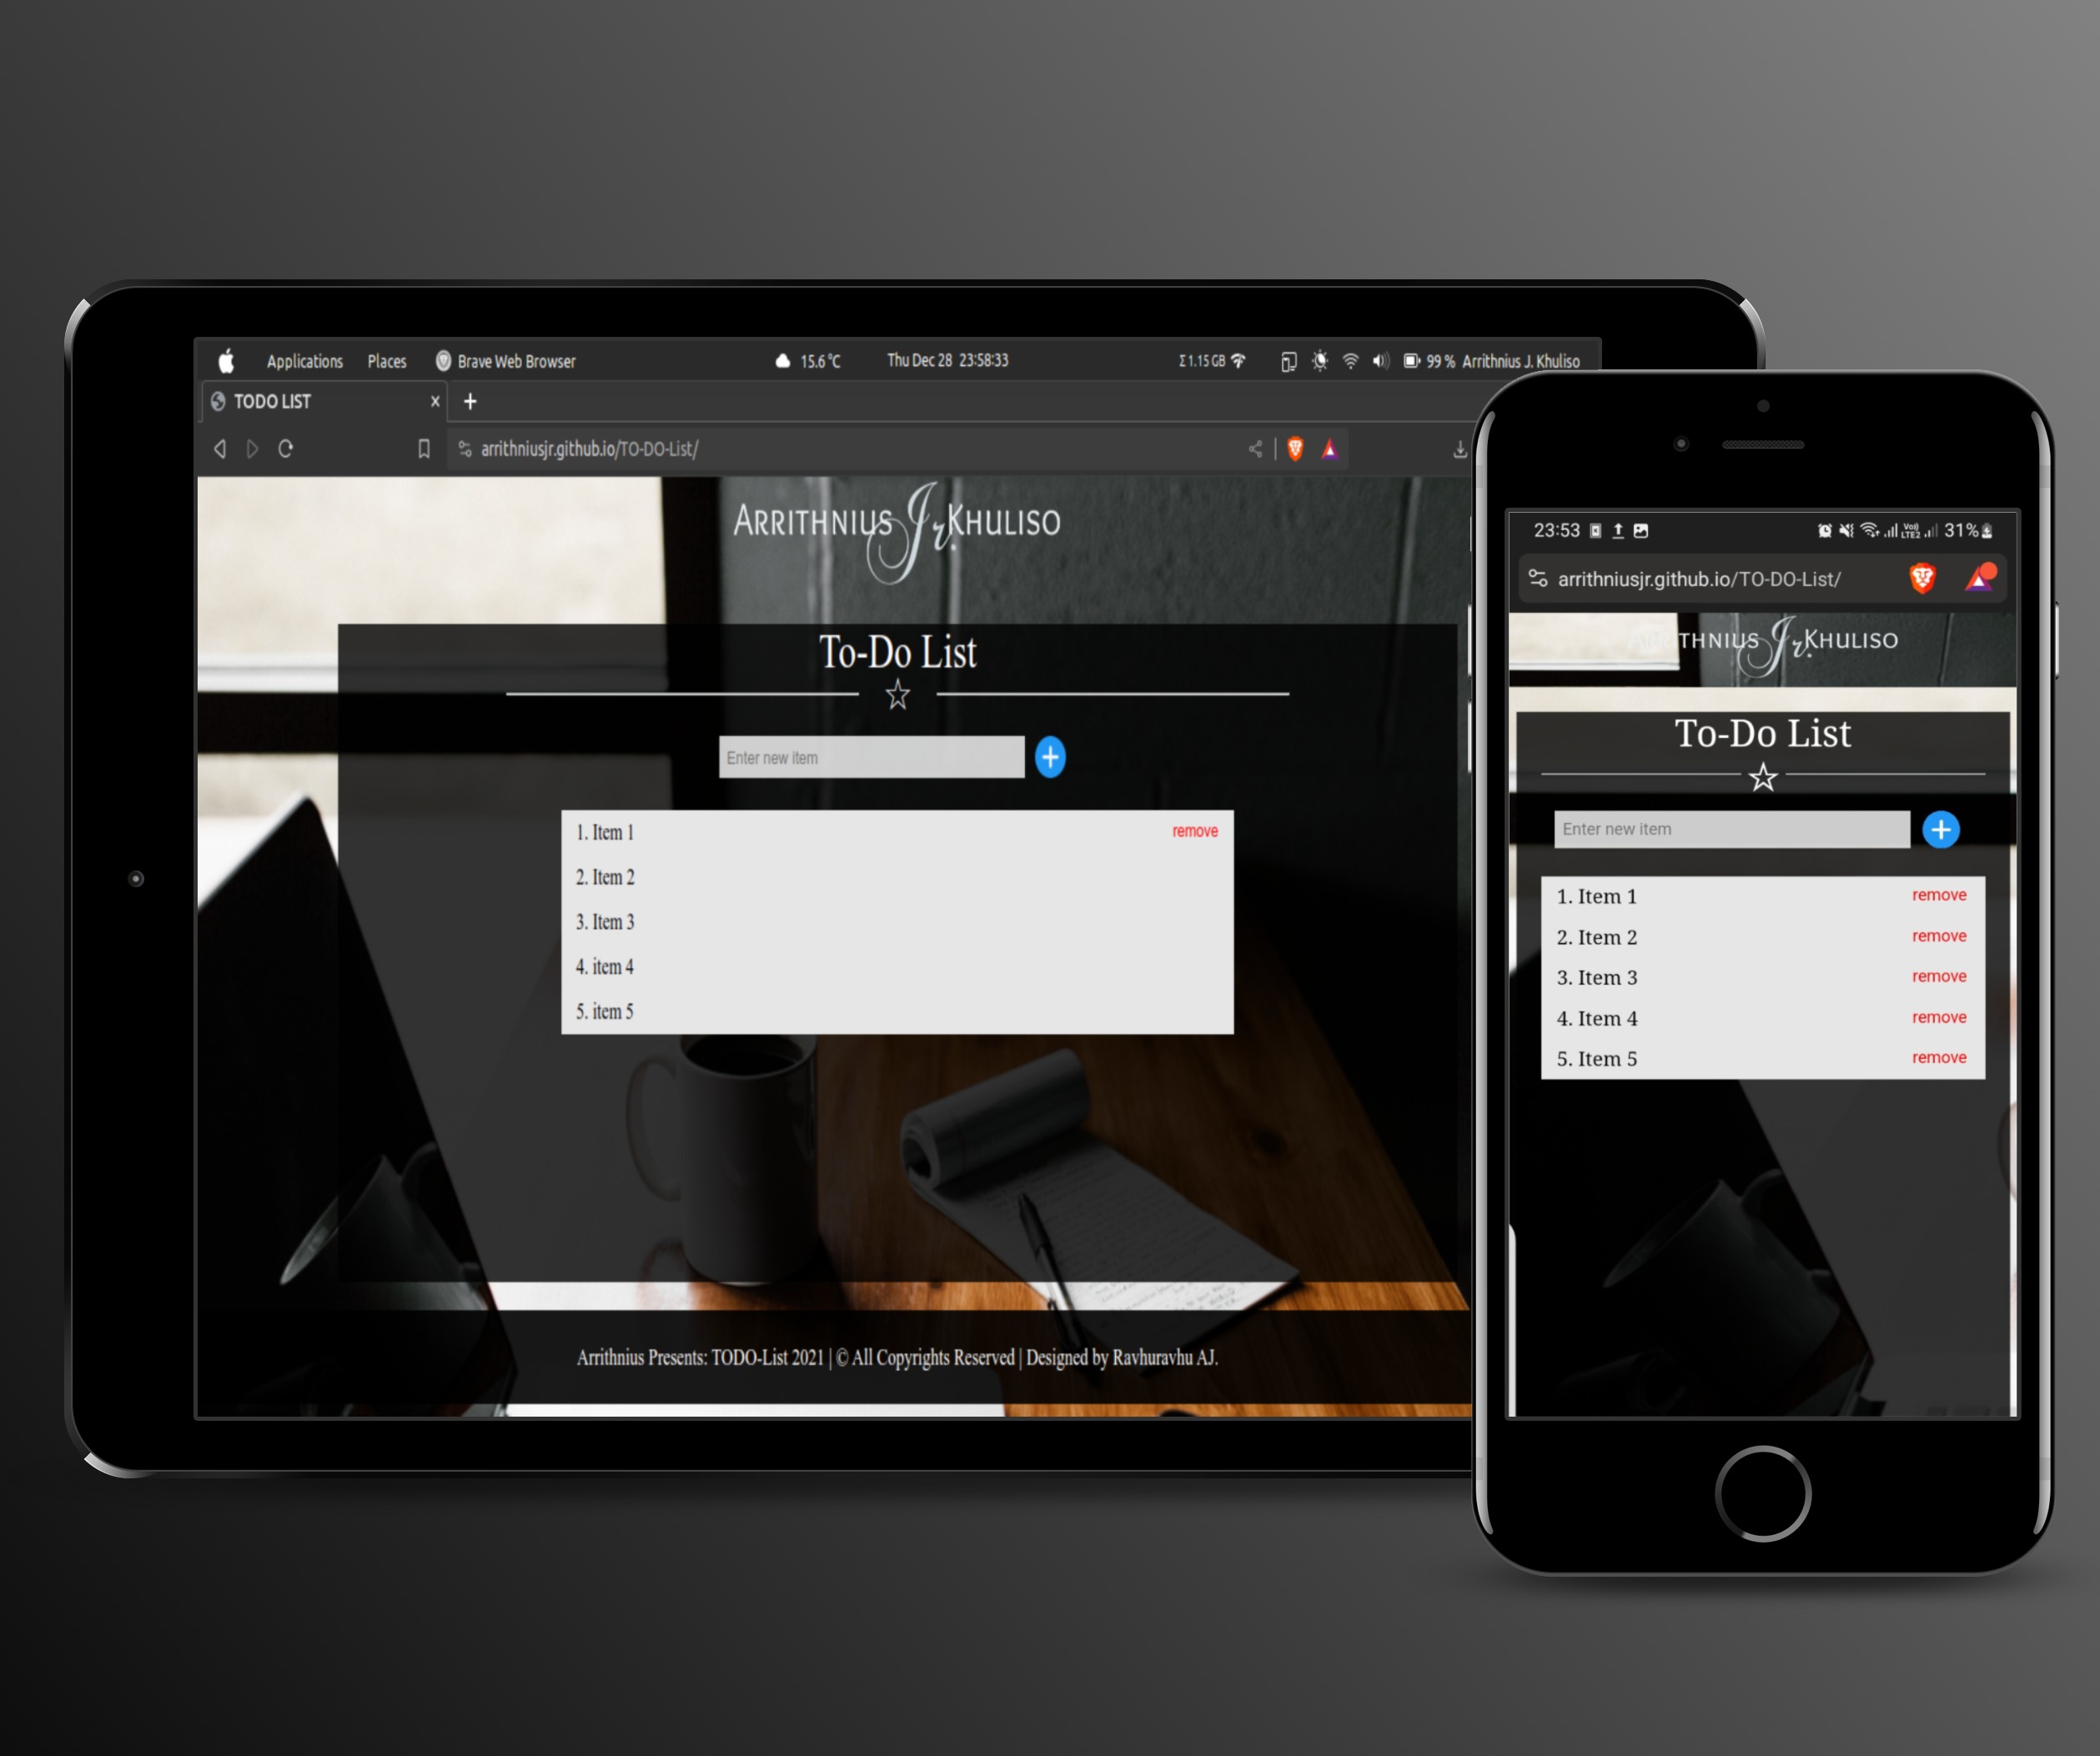 Applications Places Brave Web Browser 15.6 °C Thu Dec 28 23:58:33 Σ 1.15 GB 99 % Arrithnius J. Khuliso
TODO LIST x +
arrithniusjr.github.io/TO-DO-List/
ARRITHNIUS Jr. KHULISO
To-Do List
Enter new item
1. Item 1 remove
2. Item 2
3. Item 3
4. item 4
5. item 5
Arrithnius Presents: TODO-List 2021 | © All Copyrights Reserved | Designed by Ravhuravhu AJ.
23:53 Vo)) LTE2 31%
arrithniusjr.github.io/TO-DO-List/
ARRITHNIUS Jr. KHULISO
To-Do List
Enter new item
1. Item 1 remove
2. Item 2 remove
3. Item 3 remove
4. Item 4 remove
5. Item 5 remove